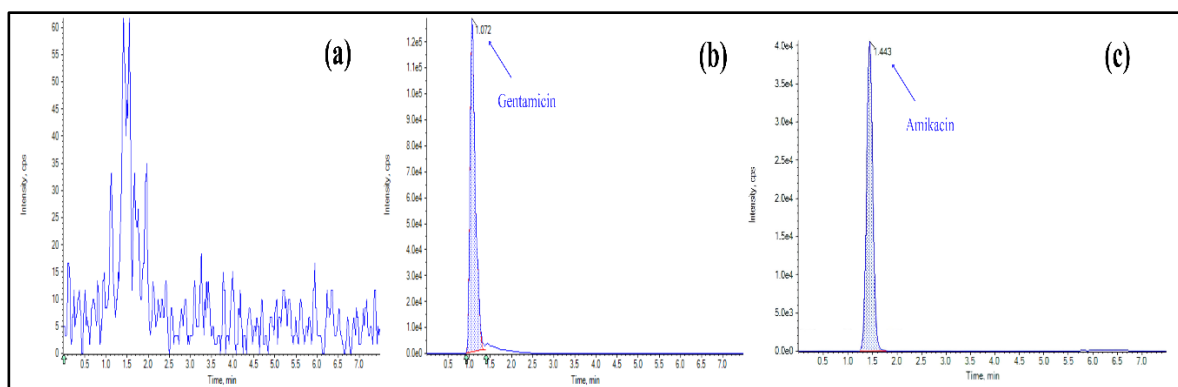 (a)
60
55
50
45
40
35
30
25
20
15
10
5
0
Intensity, cps
0.5 1.0 1.5 2.0 2.5 3.0 3.5 4.0 4.5 5.0 5.5 6.0 6.5 7.0
Time, min
(b)
1.072
Gentamicin
1.2e5
1.1e5
1.0e5
9.0e4
8.0e4
7.0e4
6.0e4
5.0e4
4.0e4
3.0e4
2.0e4
1.0e4
0.0e0
Intensity, cps
0.5 1.0 1.5 2.0 2.5 3.0 3.5 4.0 4.5 5.0 5.5 6.0 6.5 7.0
Time, min
(c)
1.443
Amikacin
4.0e4
3.0e4
2.0e4
1.0e4
0.0e0
Intensity, cps
0.5 1.0 1.5 2.0 2.5 3.0 3.5 4.0 4.5 5.0 5.5 6.0 6.5 7.0
Time, min